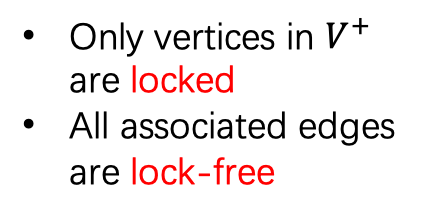 • Only vertices in V⁺
are locked
• All associated edges
are lock-free